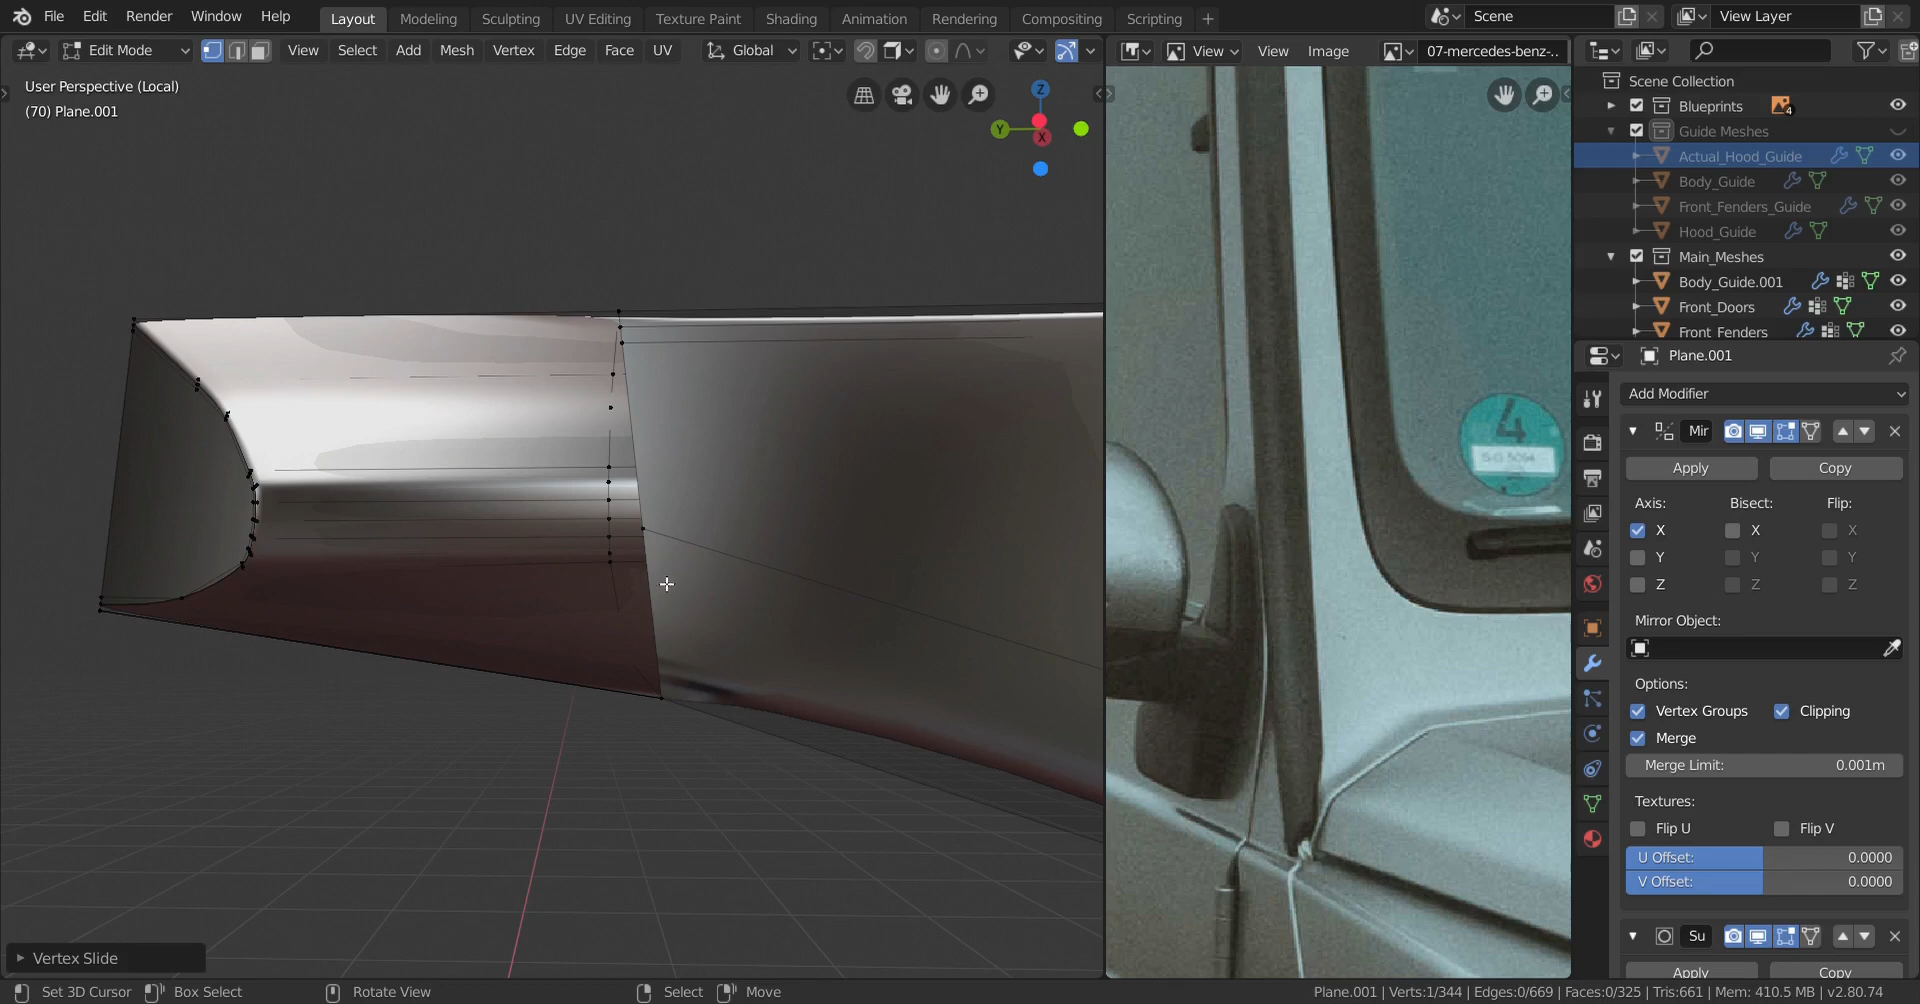 File Edit Render Window Help Layout Modeling Sculpting UV Editing Texture Paint Shading Animation Rendering Compositing Scripting + Scene View Layer
Edit Mode View Select Add Mesh Vertex Edge Face UV Global View View Image 07-mercedes-benz-..
User Perspective (Local)
(70) Plane.001
Z
Y
X
4
Scene Collection
Blueprints 4
Guide Meshes
Actual_Hood_Guide
Body_Guide
Front_Fenders_Guide
Hood_Guide
Main_Meshes
Body_Guide.001
Front_Doors
Front_Fenders
Plane.001
Add Modifier
Mir
Apply Copy
Axis: Bisect: Flip:
X X X
Y Y Y
Z Z Z
Mirror Object:
Options:
Vertex Groups Clipping
Merge
Merge Limit: 0.001m
Textures:
Flip U Flip V
U Offset: 0.0000
V Offset: 0.0000
Su
Apply Copy
Vertex Slide
Set 3D Cursor Box Select Rotate View Select Move Plane.001 | Verts:1/344 | Edges:0/669 | Faces:0/325 | Tris:661 | Mem: 410.5 MB | v2.80.74